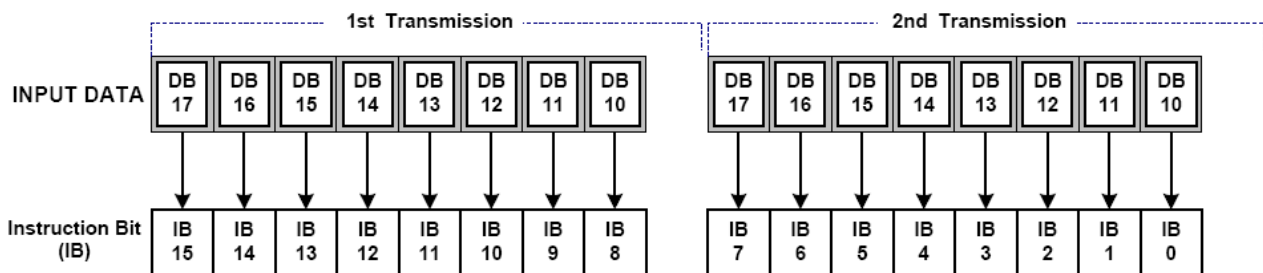 1st Transmission 2nd Transmission
INPUT DATA DB 17 DB 16 DB 15 DB 14 DB 13 DB 12 DB 11 DB 10 DB 17 DB 16 DB 15 DB 14 DB 13 DB 12 DB 11 DB 10
Instruction Bit (IB) IB 15 IB 14 IB 13 IB 12 IB 11 IB 10 IB 9 IB 8 IB 7 IB 6 IB 5 IB 4 IB 3 IB 2 IB 1 IB 0